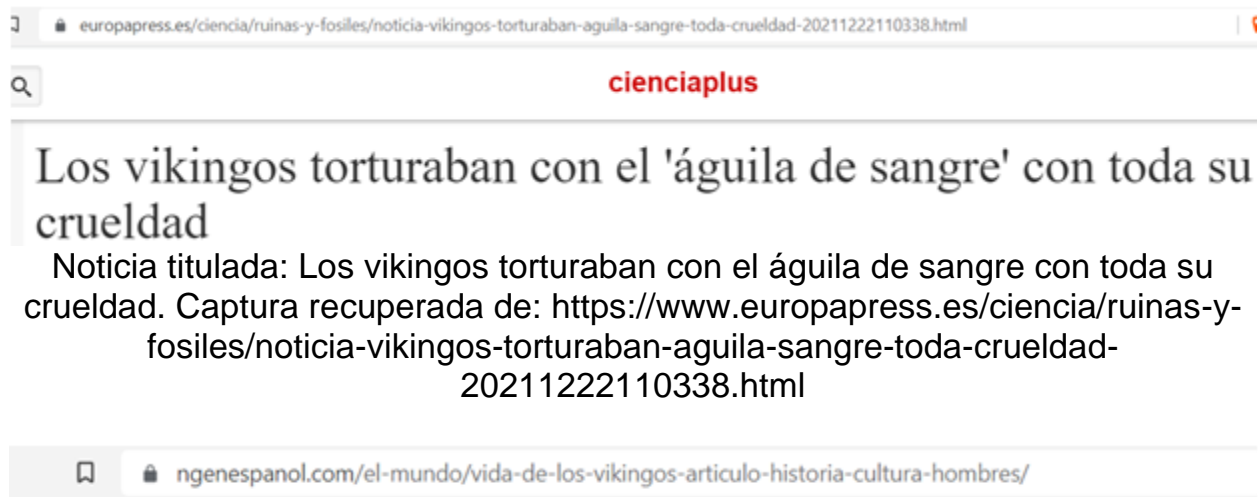 europapress.es/ciencia/ruinas-y-fosiles/noticia-vikingos-torturaban-aguila-sangre-toda-crueldad-20211222110338.html
cienciaplus
Los vikingos torturaban con el 'águila de sangre' con toda su
crueldad
Noticia titulada: Los vikingos torturaban con el águila de sangre con toda su
crueldad. Captura recuperada de: https://www.europapress.es/ciencia/ruinas-y-
fosiles/noticia-vikingos-torturaban-aguila-sangre-toda-crueldad-
20211222110338.html
ngenespanol.com/el-mundo/vida-de-los-vikingos-articulo-historia-cultura-hombres/